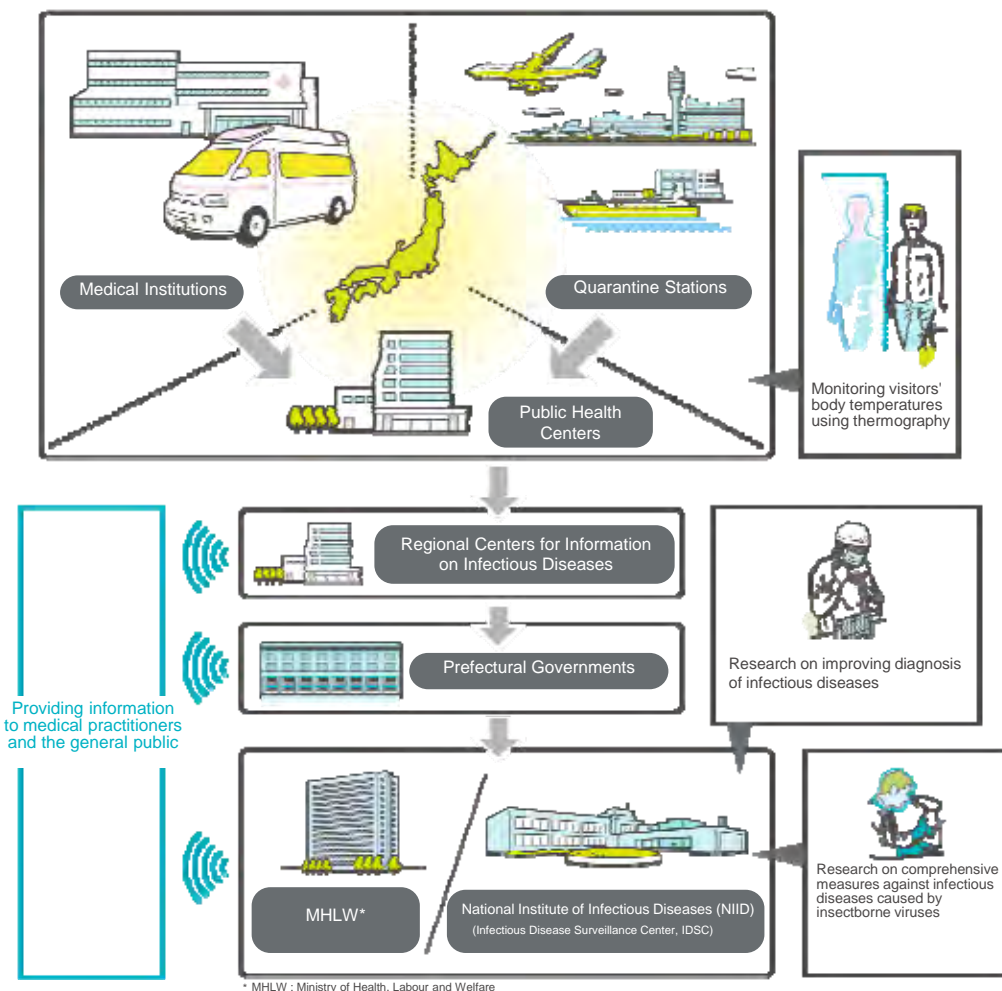 Medical Institutions
Quarantine Stations
Public Health
Centers
Monitoring visitors'
body temperatures
using thermography
Regional Centers for Information
on Infectious Diseases
Prefectural Governments
Research on improving diagnosis
of infectious diseases
Providing information
to medical practitioners
and the general public
MHLW*
National Institute of Infectious Diseases (NIID)
(Infectious Disease Surveillance Center, IDSC)
Research on comprehensive
measures against infectious
diseases caused by
insectborne viruses
* MHLW : Ministry of Health, Labour and Welfare